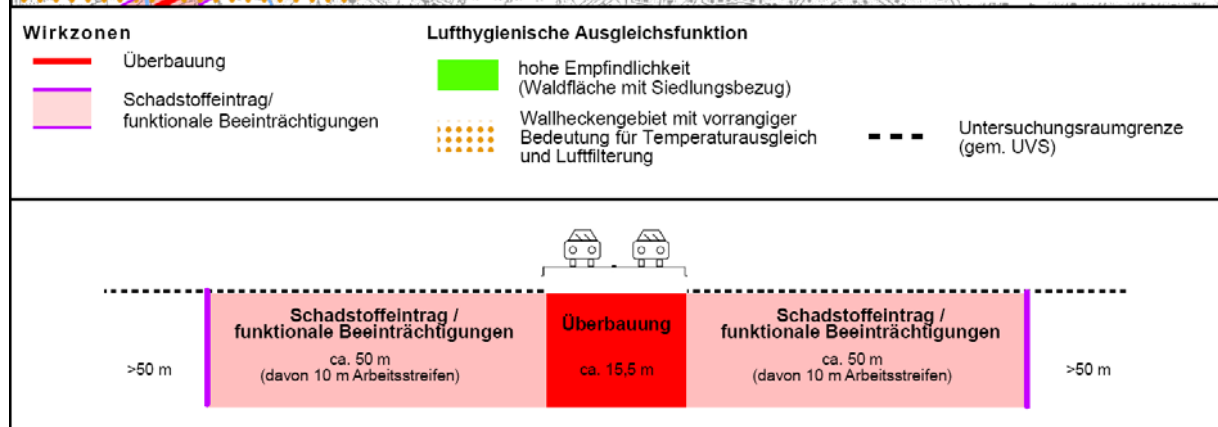 Wirkzonen
Überbauung
Schadstoffeintrag/
funktionale Beeinträchtigungen
Lufthygienische Ausgleichsfunktion
hohe Empfindlichkeit
(Waldfläche mit Siedlungsbezug)
Wallheckengebiet mit vorrangiger
Bedeutung für Temperaturausgleich
und Luftfilterung
Untersuchungsraumgrenze
(gem. UVS)
>50 m
Schadstoffeintrag /
funktionale Beeinträchtigungen
ca. 50 m
(davon 10 m Arbeitsstreifen)
Überbauung
ca. 15,5 m
Schadstoffeintrag /
funktionale Beeinträchtigungen
ca. 50 m
(davon 10 m Arbeitsstreifen)
>50 m